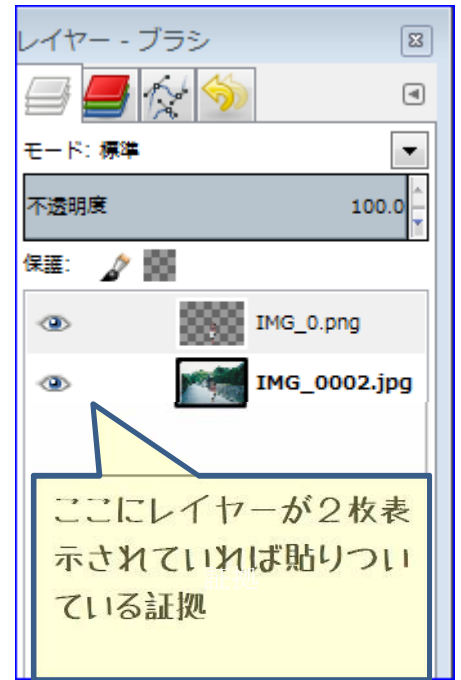 レイヤー - ブラシ
モード: 標準
不透明度 100.0
保護:
IMG_0.png
IMG_0002.jpg
ここにレイヤーが２枚表
示されていれば貼りつい
ている証拠